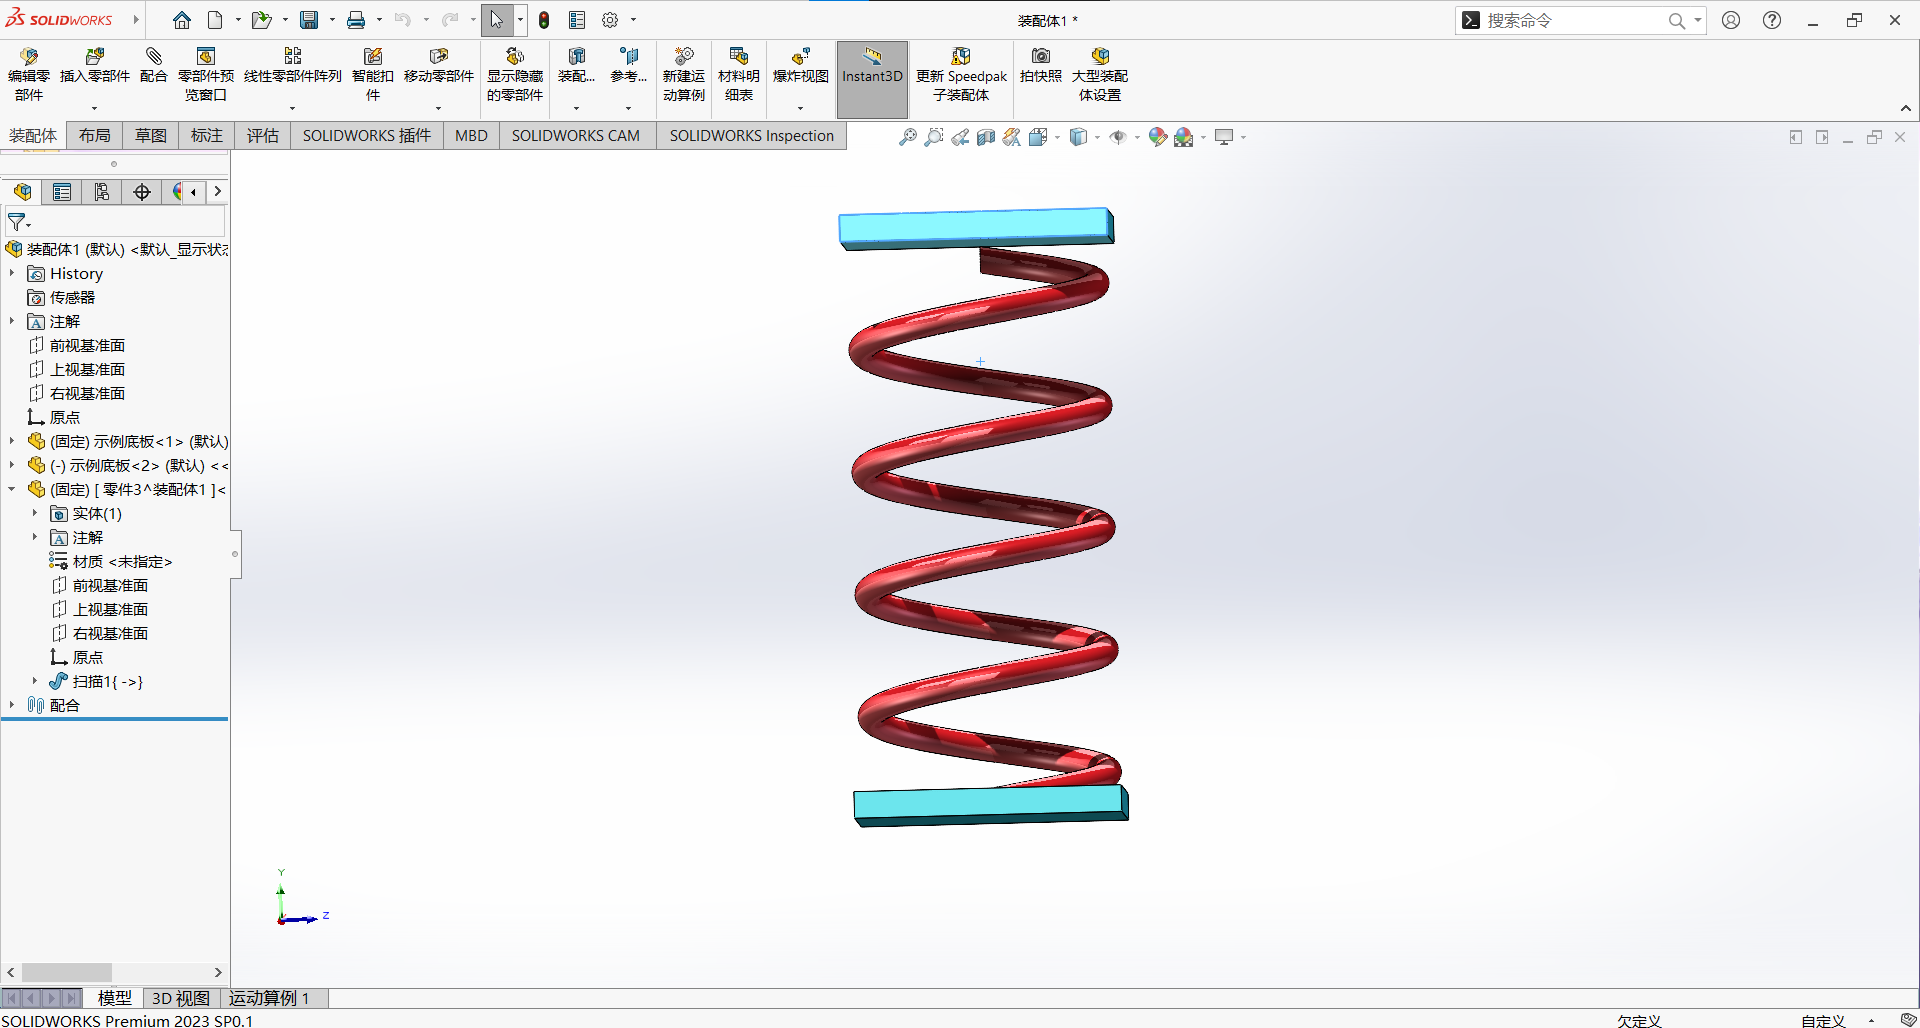 SOLIDWORKS
装配体1 *
搜索命令
编辑零部件
插入零部件
配合
零部件预览窗口
线性零部件阵列
智能扣件
移动零部件
显示隐藏的零部件
装配...
参考...
新建运动算例
材料明细表
爆炸视图
Instant3D
更新 Speedpak 子装配体
拍快照
大型装配体设置
装配体
布局
草图
标注
评估
SOLIDWORKS 插件
MBD
SOLIDWORKS CAM
SOLIDWORKS Inspection
装配体1 (默认) <默认_显示状态
History
传感器
注解
前视基准面
上视基准面
右视基准面
原点
(固定) 示例底板<1> (默认)
(-) 示例底板<2> (默认) <<
(固定) [ 零件3^装配体1 ]<
实体(1)
注解
材质 <未指定>
前视基准面
上视基准面
右视基准面
原点
扫描1{ ->}
配合
Y
Z
模型
3D 视图
运动算例 1
SOLIDWORKS Premium 2023 SP0.1
欠定义
自定义